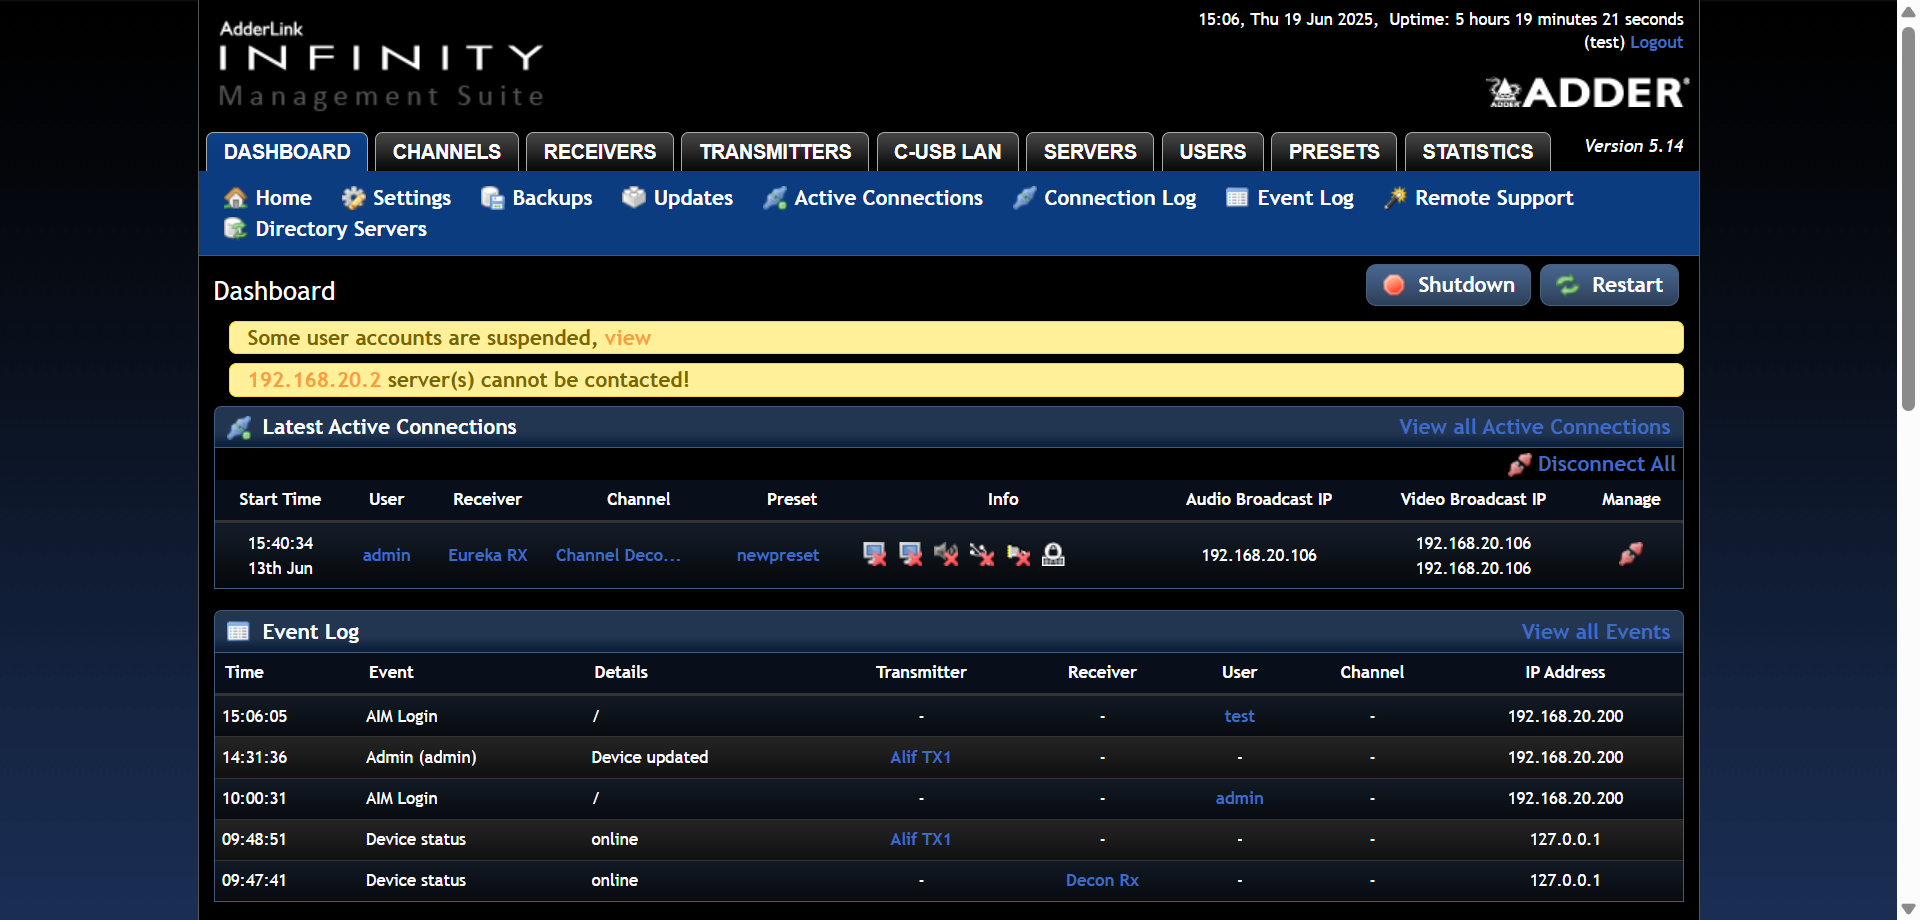 AdderLink
INFINITY
Management Suite
15:06, Thu 19 Jun 2025, Uptime: 5 hours 19 minutes 21 seconds
(test) Logout
ADDER
Version 5.14
DASHBOARD CHANNELS RECEIVERS TRANSMITTERS C-USB LAN SERVERS USERS PRESETS STATISTICS
Home Settings Backups Updates Active Connections Connection Log Event Log Remote Support
Directory Servers
Dashboard
Shutdown Restart
Some user accounts are suspended, view
192.168.20.2 server(s) cannot be contacted!
Latest Active Connections View all Active Connections
Disconnect All
Start Time User Receiver Channel Preset Info Audio Broadcast IP Video Broadcast IP Manage
15:40:34 192.168.20.106
admin Eureka RX Channel Deco... newpreset 192.168.20.106
13th Jun 192.168.20.106
Event Log View all Events
Time Event Details Transmitter Receiver User Channel IP Address
15:06:05 AIM Login / - - test - 192.168.20.200
14:31:36 Admin (admin) Device updated Alif TX1 - - - 192.168.20.200
10:00:31 AIM Login / - - admin - 192.168.20.200
09:48:51 Device status online Alif TX1 - - - 127.0.0.1
09:47:41 Device status online - Decon Rx - - 127.0.0.1